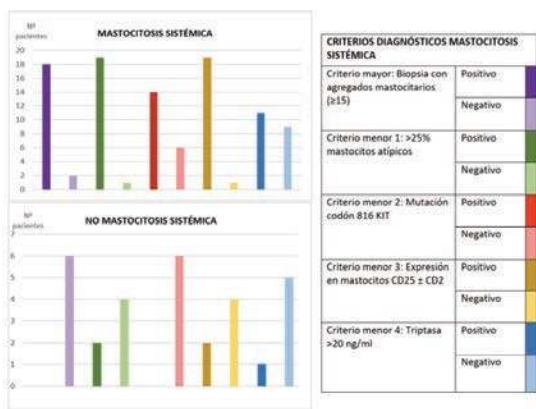 Nº
pacientes
MASTOCITOSIS SISTÉMICA
20
18
16
14
12
10
8
6
4
2
0
Nº
pacientes
NO MASTOCITOSIS SISTÉMICA
7
6
5
4
3
2
1
0
CRITERIOS DIAGNÓSTICOS MASTOCITOSIS
SISTÉMICA
Criterio mayor: Biopsia con
agregados mastocitarios
(≥15)
Positivo
Negativo
Criterio menor 1: >25%
mastocitos atípicos
Positivo
Negativo
Criterio menor 2: Mutación
codón 816 KIT
Positivo
Negativo
Criterio menor 3: Expresión
en mastocitos CD25 ± CD2
Positivo
Negativo
Criterio menor 4: Triptasa
>20 ng/ml
Positivo
Negativo